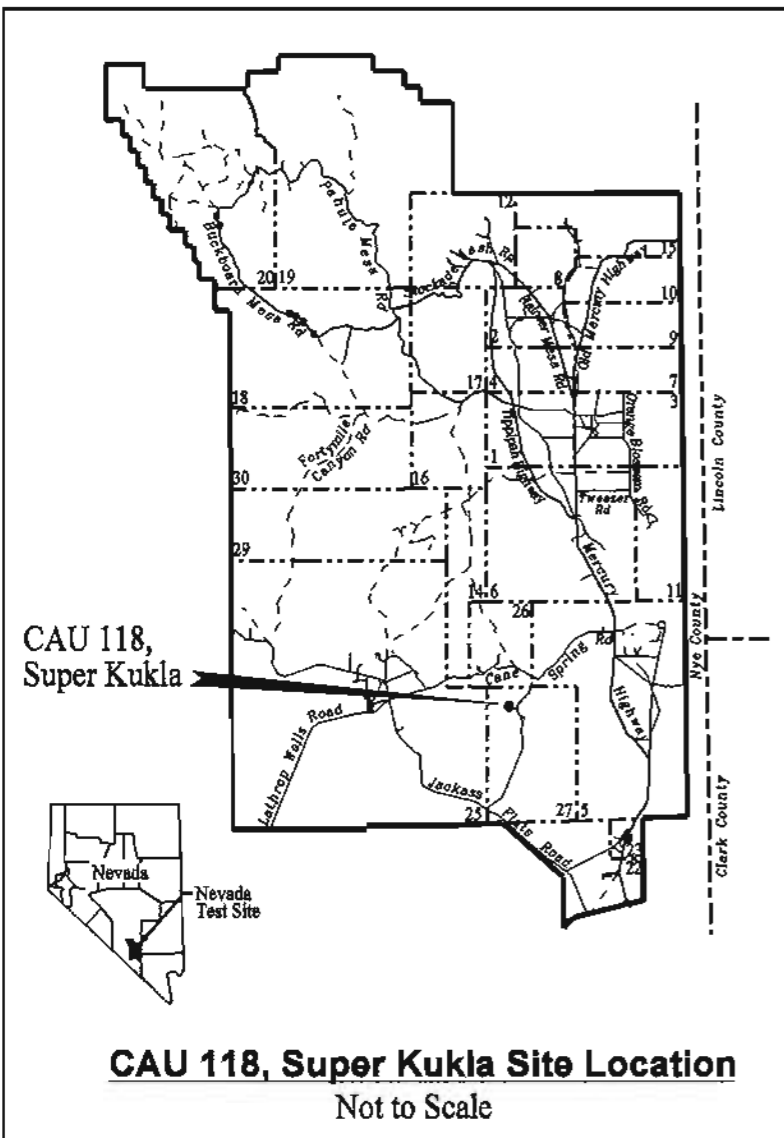 12
Pahute Mesa Rd
Stockade Wash Rd
Buckboard Mesa Rd
20 19
8
15
10
Rainier Mesa Rd
Old Mercury Highway
2
9
17 4
7
3
18
Fortymile
Canyon Rd
Tippipah Highway
Orange Blossom Rd
1
30
16
Tweezer
Rd
29
Mercury
Highway
14 6
26
11
Lincoln County
Nye County
Clark County
CAU 118,
Super Kukla
Cane Spring Rd
Lathrop Wells Road
Jackass Flats Road
25
27 5
23
22
Nevada
Nevada
Test Site
CAU 118, Super Kukla Site Location
Not to Scale